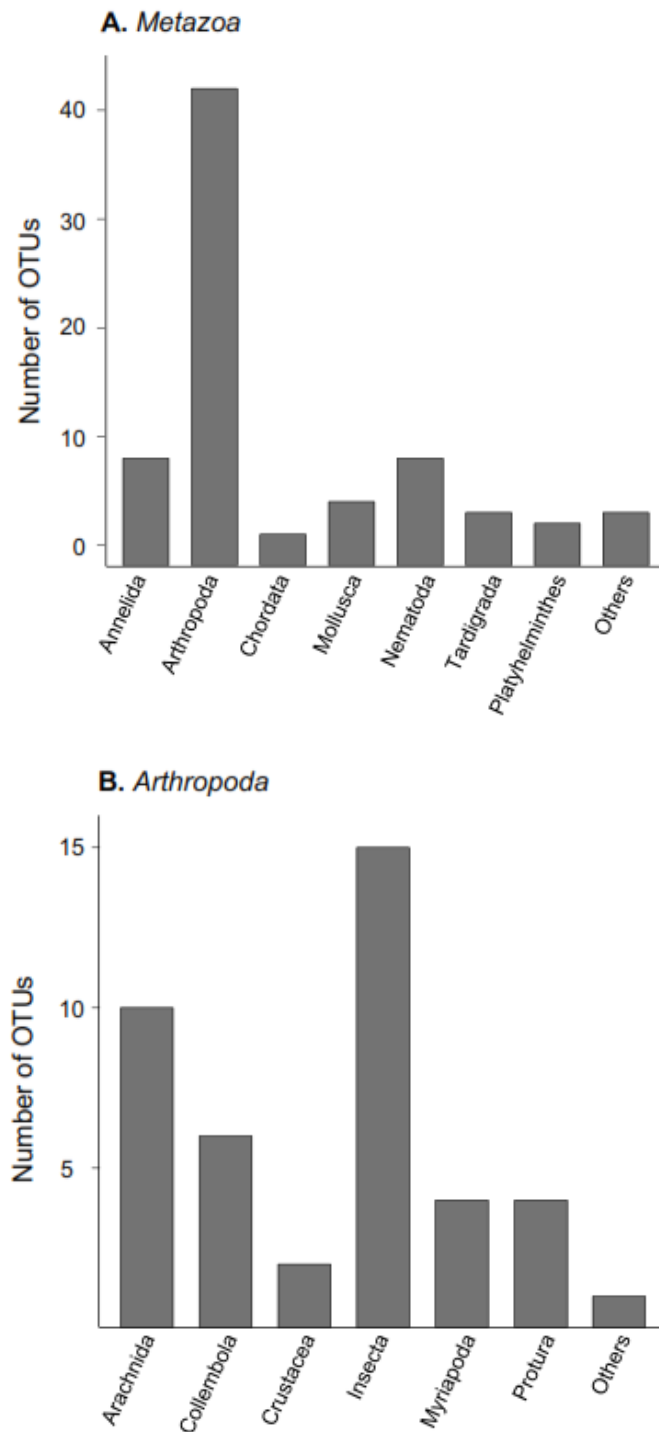 A. Metazoa
Number of OTUs
40
30
20
10
0
Annelida
Arthropoda
Chordata
Mollusca
Nematoda
Tardigrada
Platyhelminthes
Others
B. Arthropoda
Number of OTUs
15
10
5
Arachnida
Collembola
Crustacea
Insecta
Myriapoda
Protura
Others